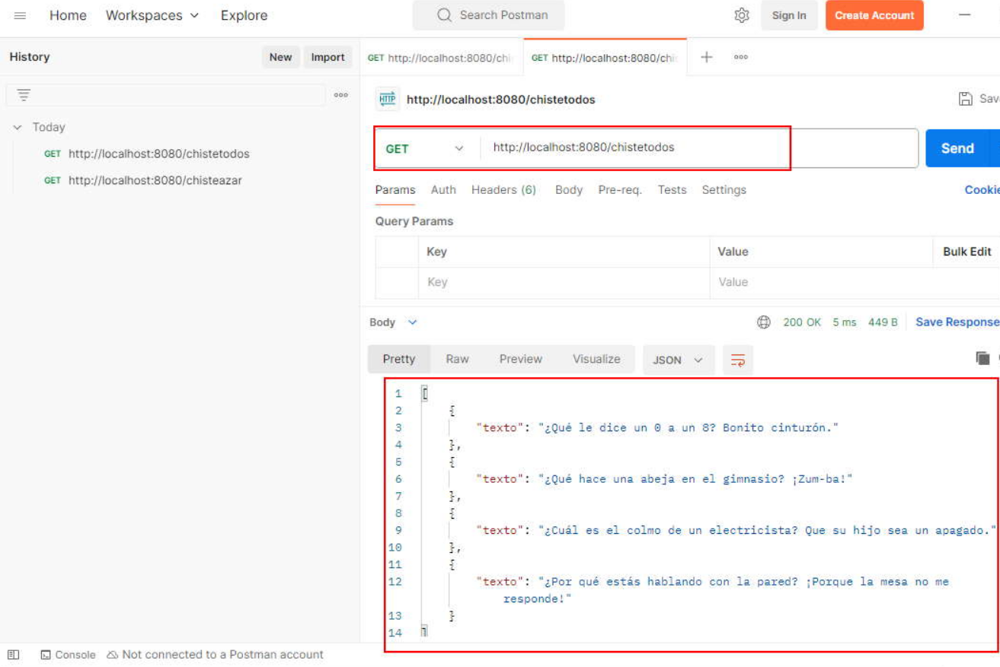 Home Workspaces Explore Search Postman Sign In Create Account
History New Import GET http://localhost:8080/chi GET http://localhost:8080/chi
HTTP http://localhost:8080/chistetodos Sav
Today
GET http://localhost:8080/chistetodos
GET http://localhost:8080/chisteazar
GET http://localhost:8080/chistetodos Send
Params Auth Headers (6) Body Pre-req. Tests Settings Cookie
Query Params
Key Value Bulk Edit
Key Value
Body 200 OK 5 ms 449 B Save Response
Pretty Raw Preview Visualize JSON
1 [
2 {
3 "texto": "¿Qué le dice un 0 a un 8? Bonito cinturón."
4 },
5 {
6 "texto": "¿Qué hace una abeja en el gimnasio? ¡Zum-ba!"
7 },
8 {
9 "texto": "¿Cuál es el colmo de un electricista? Que su hijo sea un apagado."
10 },
11 {
12 "texto": "¿Por qué estás hablando con la pared? ¡Porque la mesa no me
responde!"
13 }
14 ]
Console Not connected to a Postman account